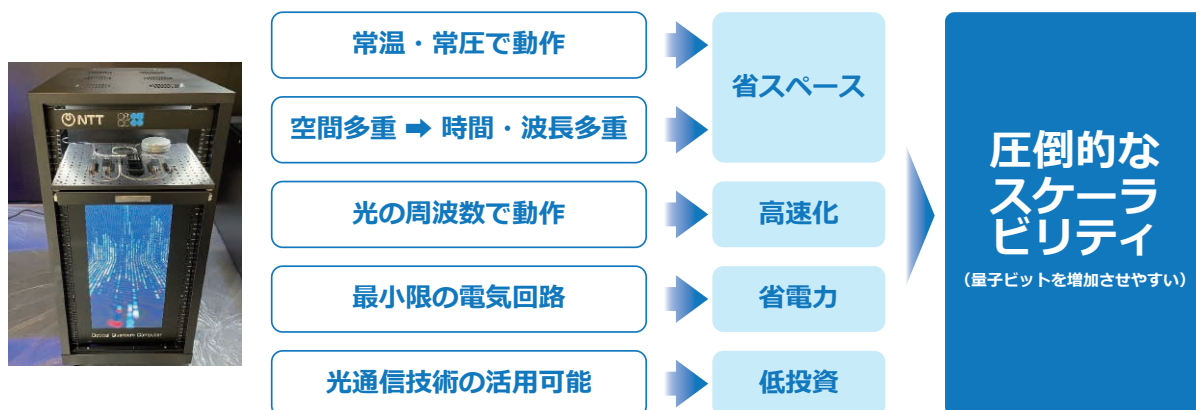 常温・常圧で動作
空間多重 ➡ 時間・波長多重
省スペース
光の周波数で動作
高速化
最小限の電気回路
省電力
光通信技術の活用可能
低投資
圧倒的な
スケーラ
ビリティ
（量子ビットを増加させやすい）
NTT
Optical Quantum Computer